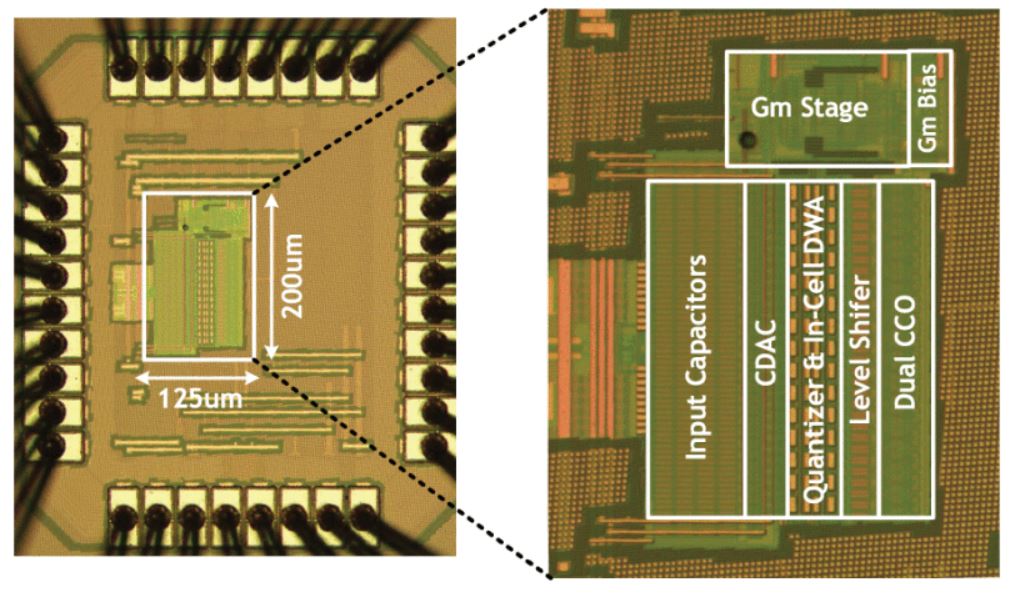 200um
125um
Gm Stage
Gm Bias
Input Capacitors
CDAC
Quantizer & In-Cell DWA
Level Shifer
Dual CCO